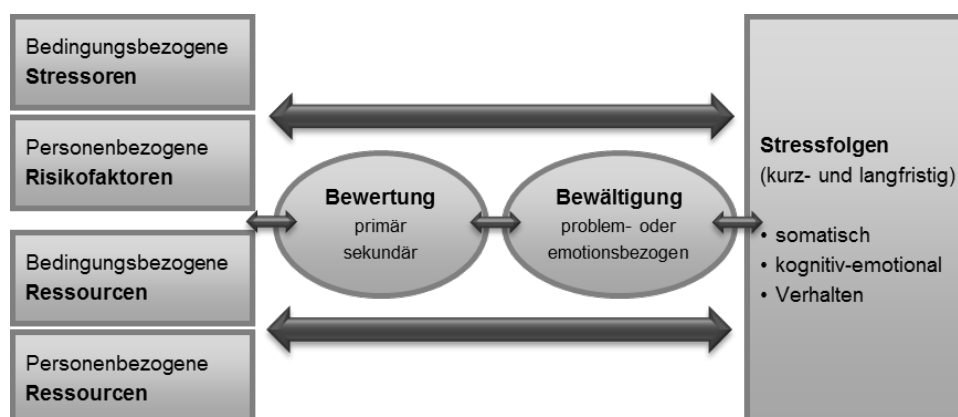 Bedingungsbezogene
Stressoren
Personenbezogene
Risikofaktoren
Bedingungsbezogene
Ressourcen
Personenbezogene
Ressourcen
Bewertung
primär
sekundär
Bewältigung
problem- oder
emotionsbezogen
Stressfolgen
(kurz- und langfristig)
• somatisch
• kognitiv-emotional
• Verhalten